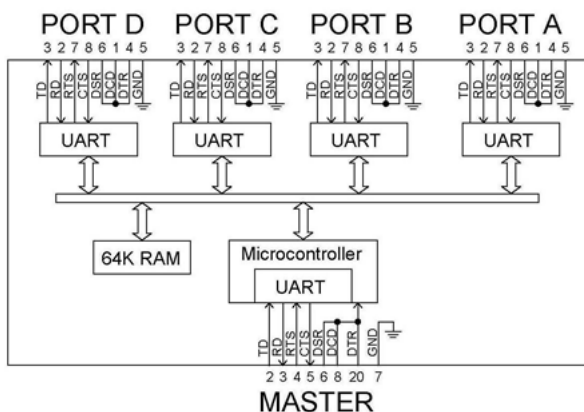 PORT D PORT C PORT B PORT A
3 2 7 8 6 1 4 5 3 2 7 8 6 1 4 5 3 2 7 8 6 1 4 5 3 2 7 8 6 1 4 5
TD RD RTS CTS DSR DCD DTR GND TD RD RTS CTS DSR DCD DTR GND TD RD RTS CTS DSR DCD DTR GND TD RD RTS CTS DSR DCD DTR GND
UART UART UART UART
64K RAM
Microcontroller
UART
TD RD RTS CTS DSR DCD DTR GND
2 3 4 5 6 8 20 7
MASTER